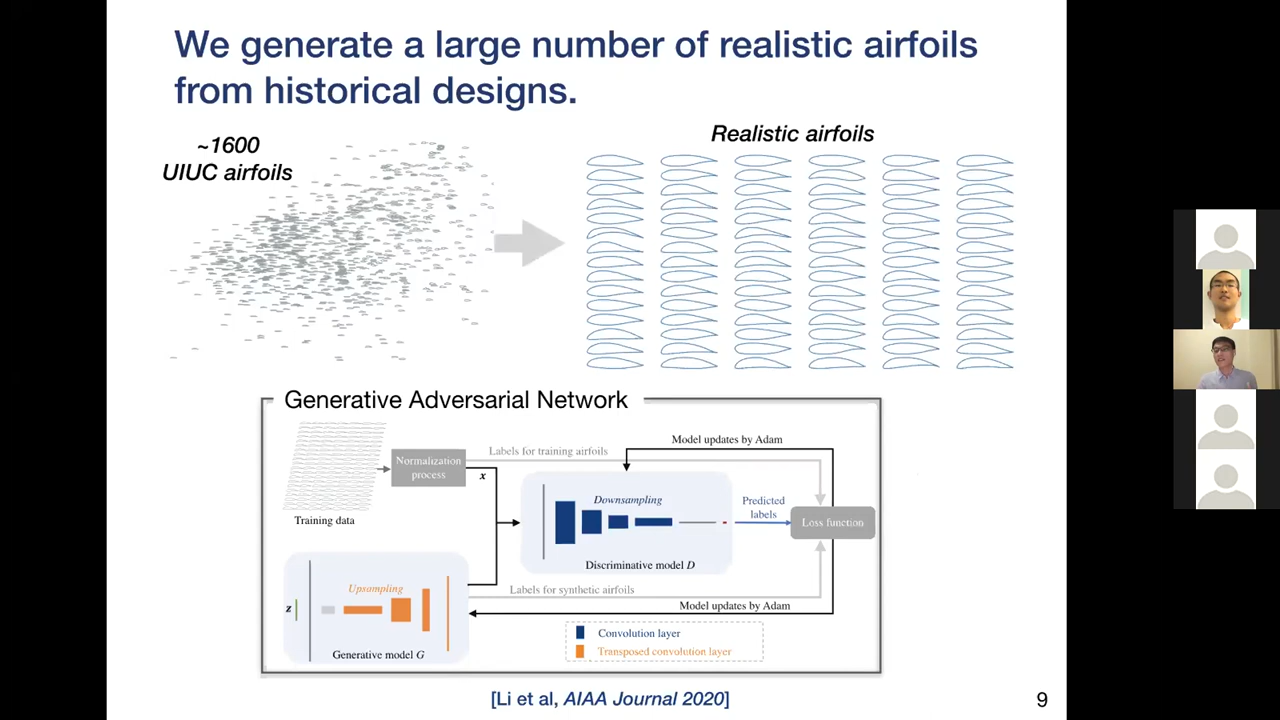 We generate a large number of realistic airfoils
from historical designs.
~1600
UIUC airfoils
Realistic airfoils
Generative Adversarial Network
Training data
Normalization
process
x
Labels for training airfoils
Model updates by Adam
Downsampling
Discriminative model D
Predicted
labels
Loss function
z
Upsampling
Generative model G
Labels for synthetic airfoils
Model updates by Adam
Convolution layer
Transposed convolution layer
[Li et al, AIAA Journal 2020]
9